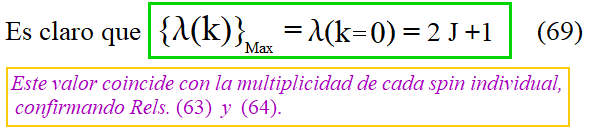 Es claro que {λ(k)}Max = λ(k=0) = 2 J +1 (69)
Este valor coincide con la multiplicidad de cada spin individual,
confirmando Rels. (63) y (64).